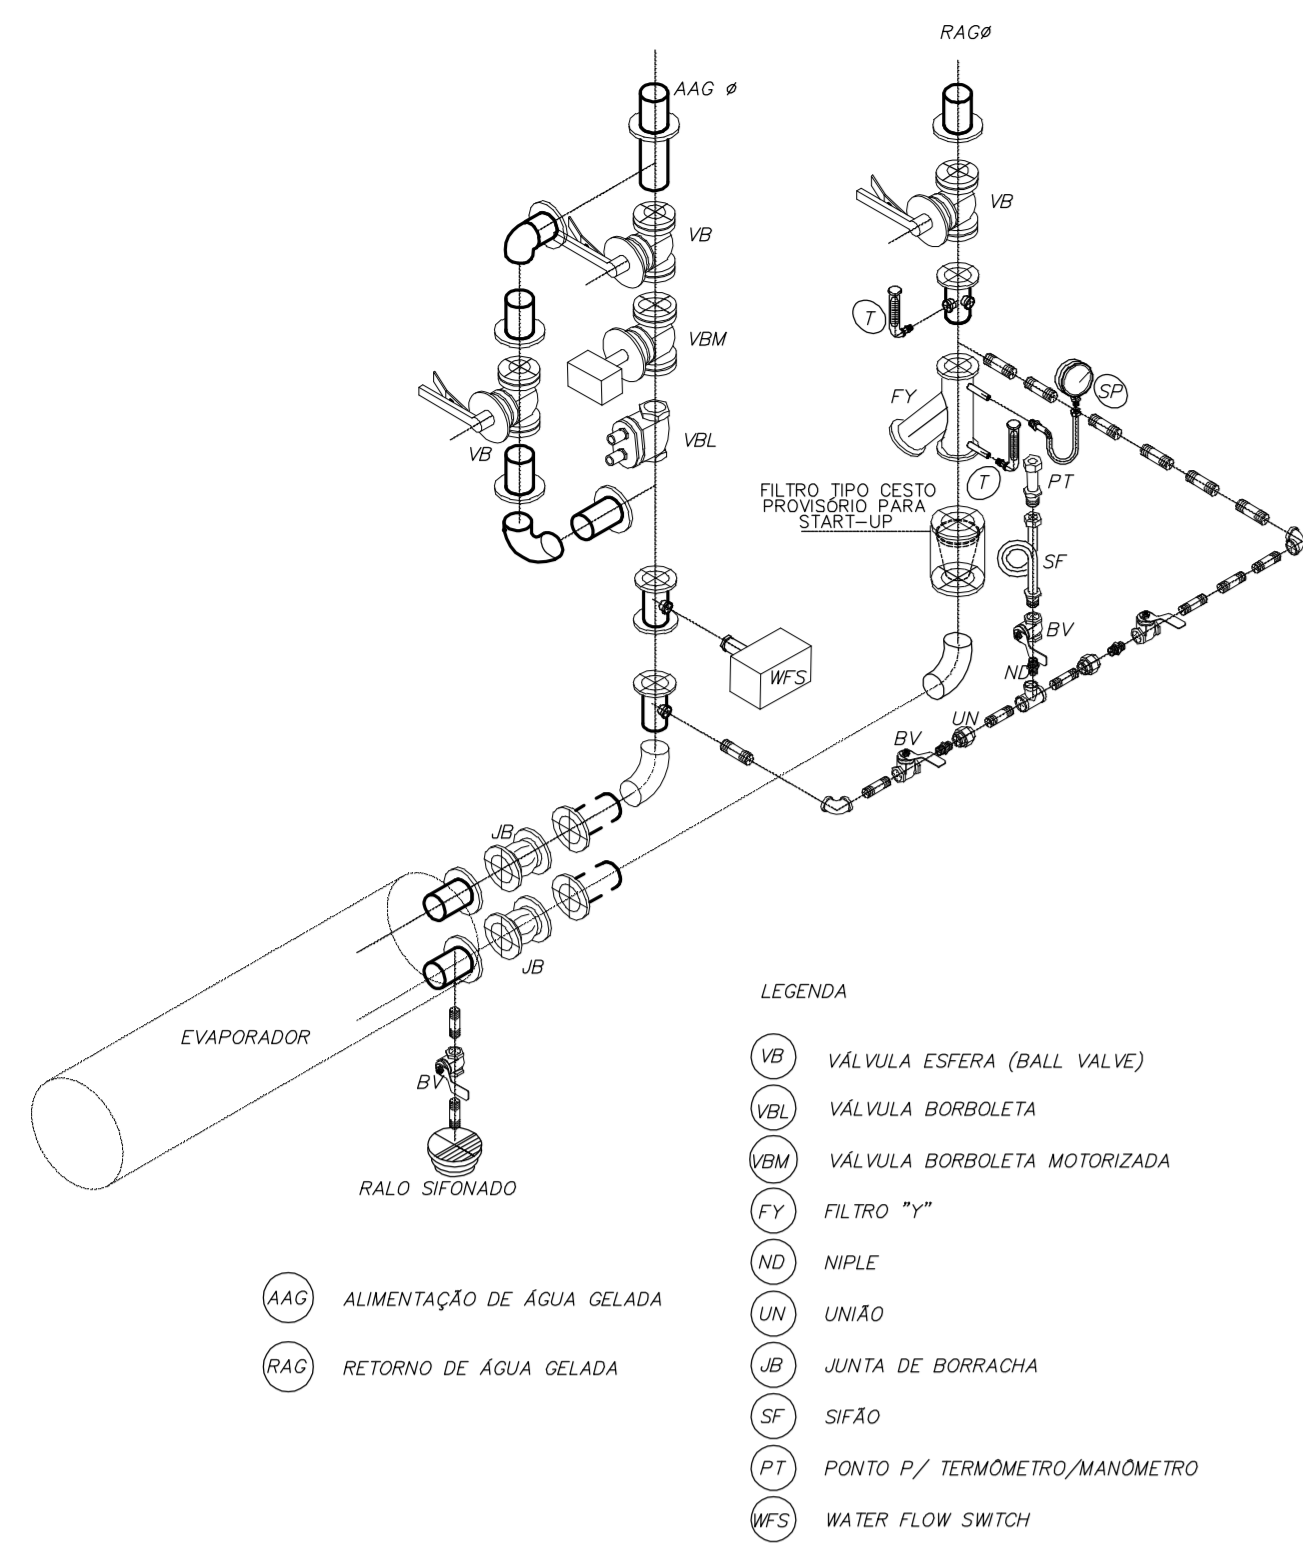 RAGø
AAG ø
VB
VB
VBM
T
FY
SP
VB
VBL
T
PT
FILTRO TIPO CESTO
PROVISÓRIO PARA
START-UP
SF
BV
ND
WFS
UN
BV
JB
JB
EVAPORADOR
BV
RALO SIFONADO
LEGENDA
VB VÁLVULA ESFERA (BALL VALVE)
VBL VÁLVULA BORBOLETA
VBM VÁLVULA BORBOLETA MOTORIZADA
FY FILTRO "Y"
ND NIPLE
UN UNIÃO
JB JUNTA DE BORRACHA
SF SIFÃO
PT PONTO P/ TERMÔMETRO/MANÔMETRO
WFS WATER FLOW SWITCH
AAG ALIMENTAÇÃO DE ÁGUA GELADA
RAG RETORNO DE ÁGUA GELADA